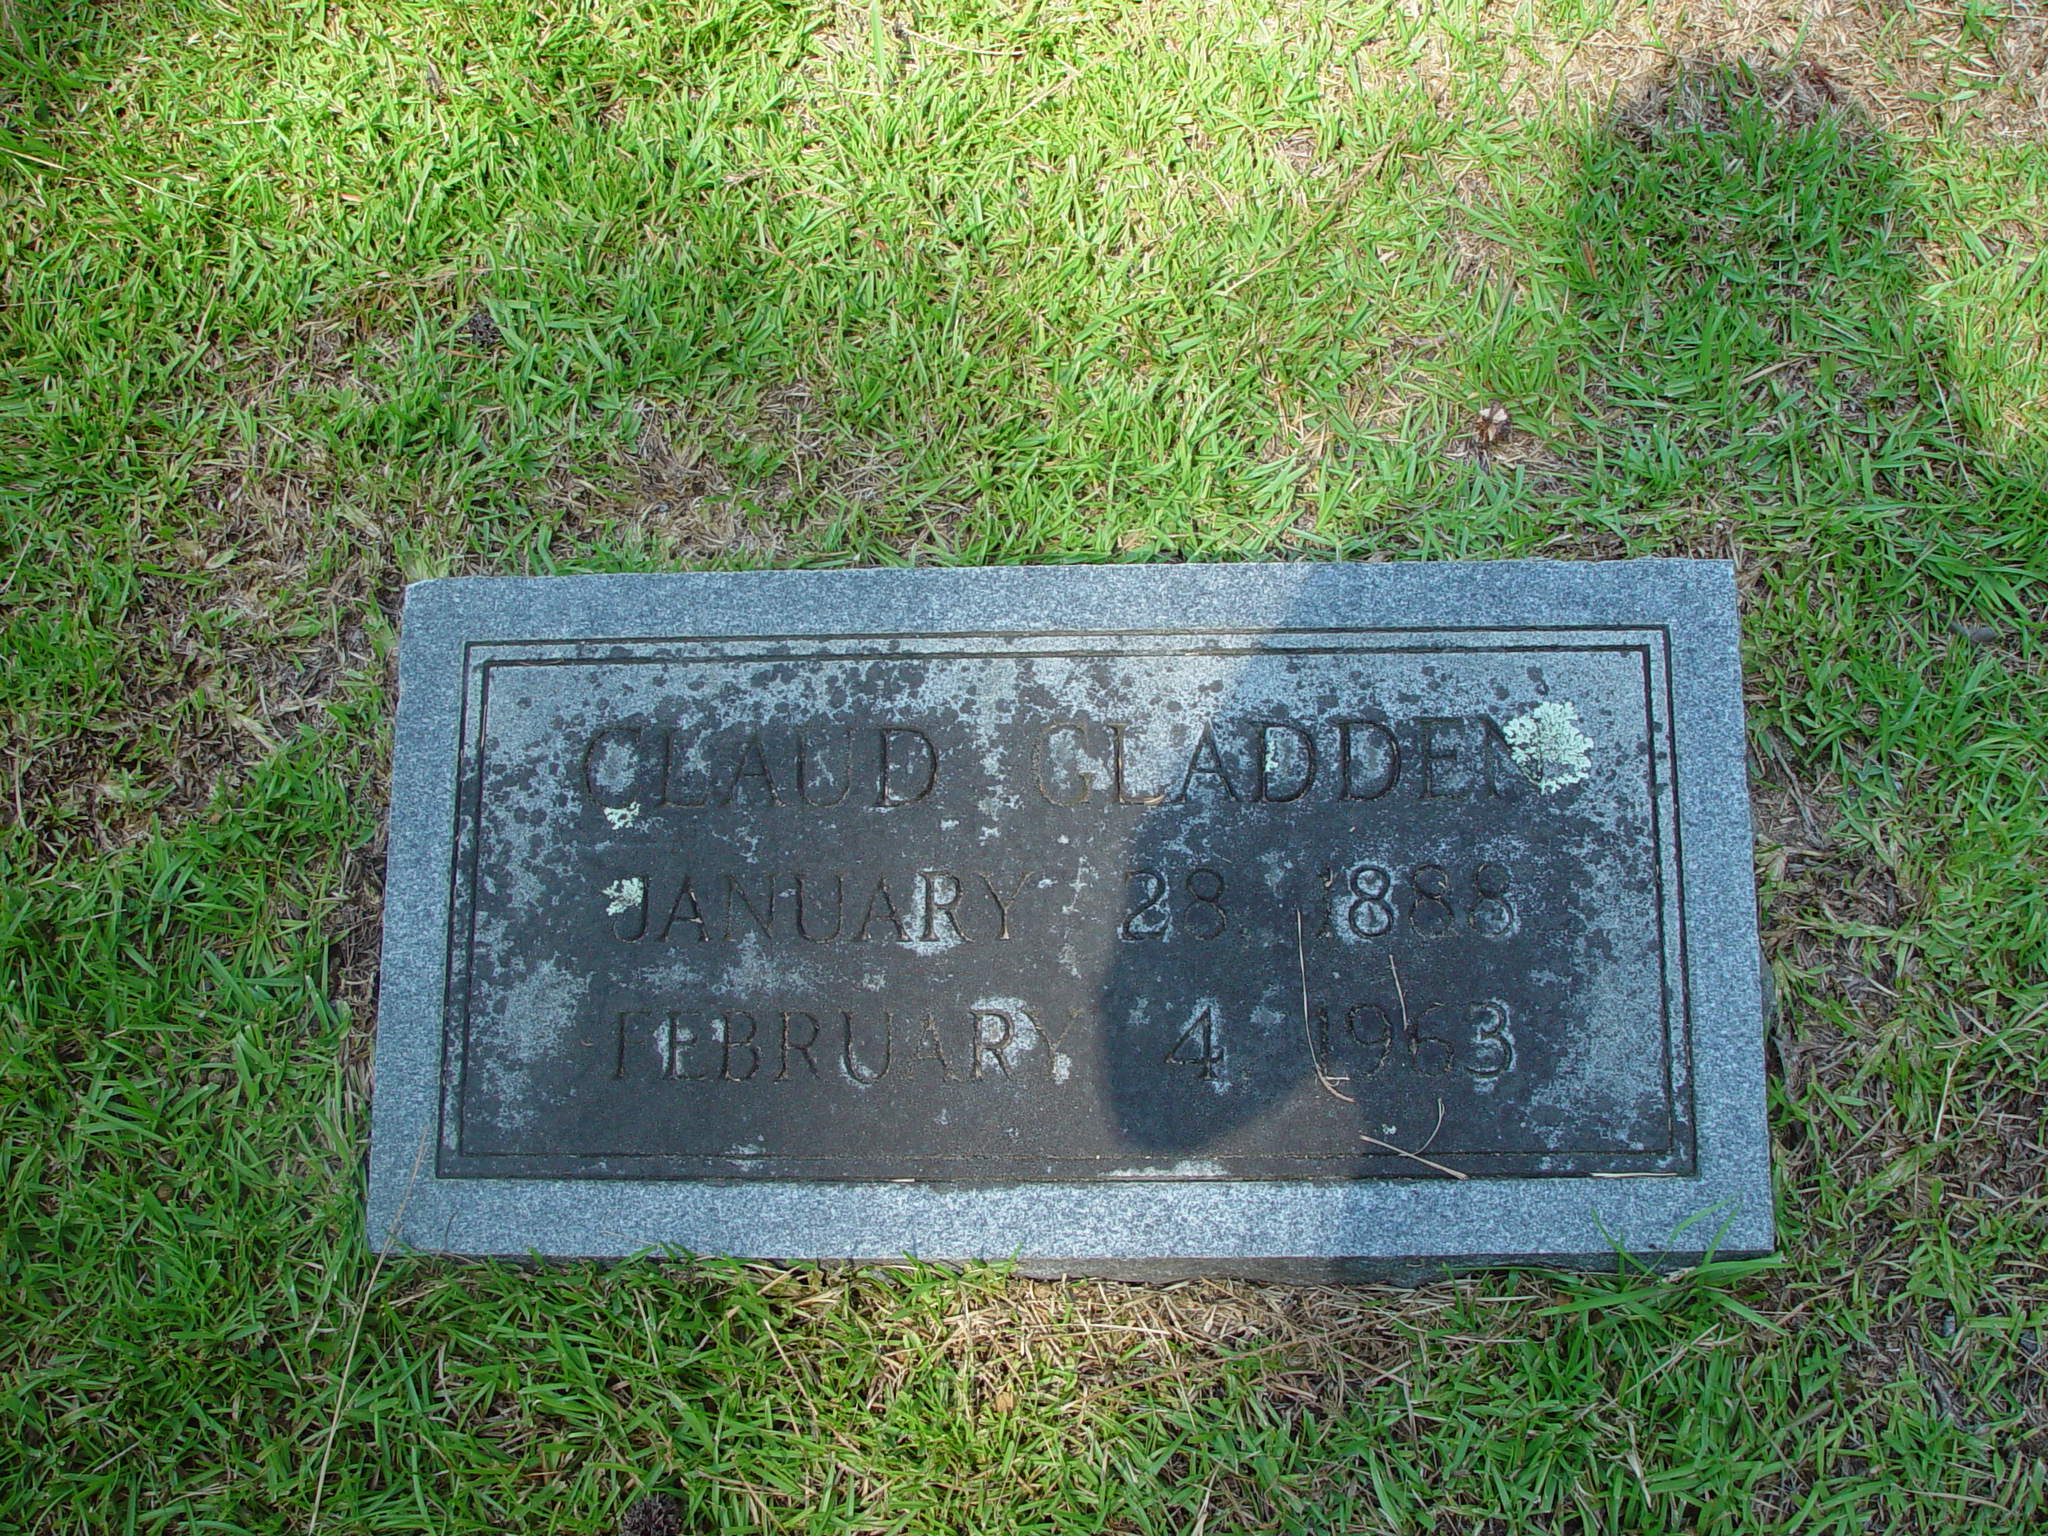 CLAUD GLADDEN
JANUARY 28, 1888
FEBRUARY 4, 1963